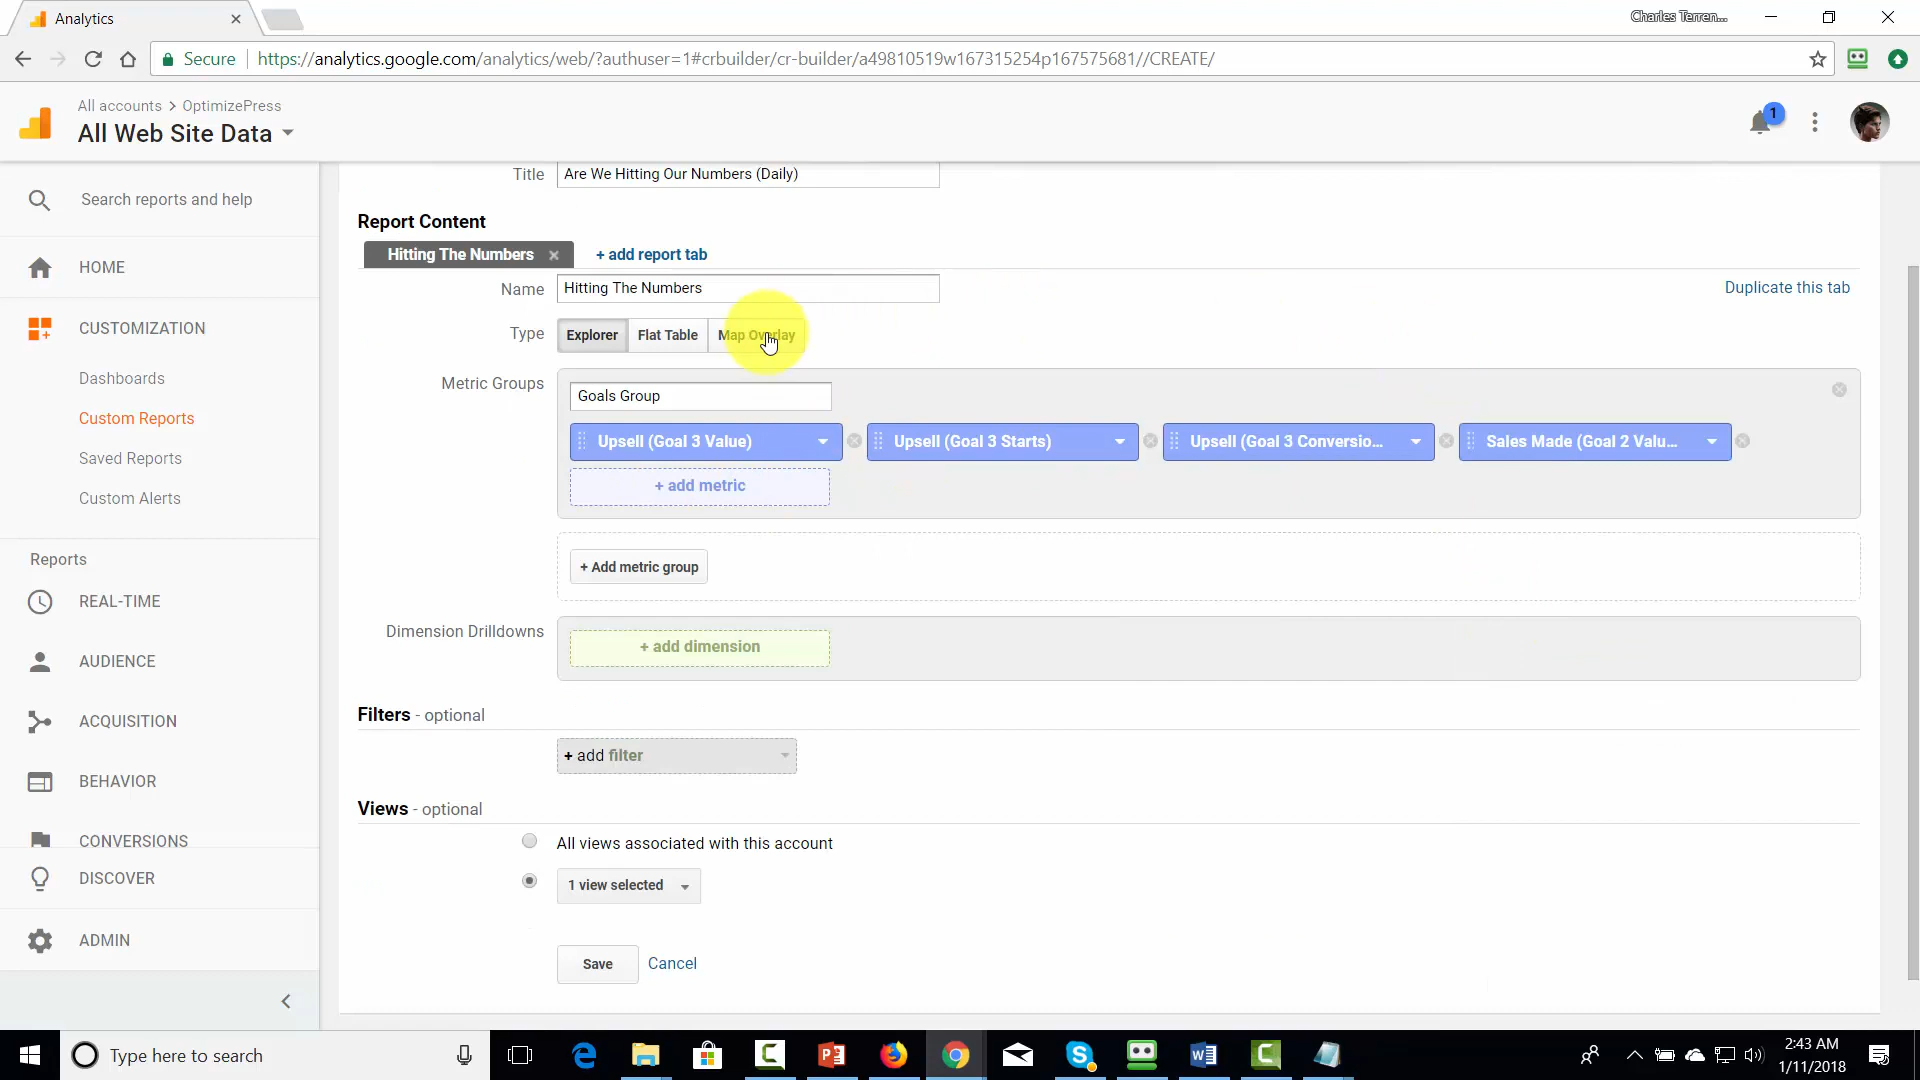 Analytics
Charles Terren...
Secure
https://analytics.google.com/analytics/web/?authuser=1#crbuilder/cr-builder/a49810519w167315254p167575681//CREATE/
All accounts > OptimizePress
All Web Site Data
1
Search reports and help
HOME
CUSTOMIZATION
Dashboards
Custom Reports
Saved Reports
Custom Alerts
Reports
REAL-TIME
AUDIENCE
ACQUISITION
BEHAVIOR
CONVERSIONS
DISCOVER
ADMIN
Title Are We Hitting Our Numbers (Daily)
Report Content
Hitting The Numbers + add report tab
Name Hitting The Numbers Duplicate this tab
Type Explorer Flat Table Map Overlay
Metric Groups
Goals Group
Upsell (Goal 3 Value) Upsell (Goal 3 Starts) Upsell (Goal 3 Conversio... Sales Made (Goal 2 Valu...
+ add metric
+ Add metric group
Dimension Drilldowns
+ add dimension
Filters - optional
+ add filter
Views - optional
All views associated with this account
1 view selected
Save Cancel
Type here to search
2:43 AM
1/11/2018